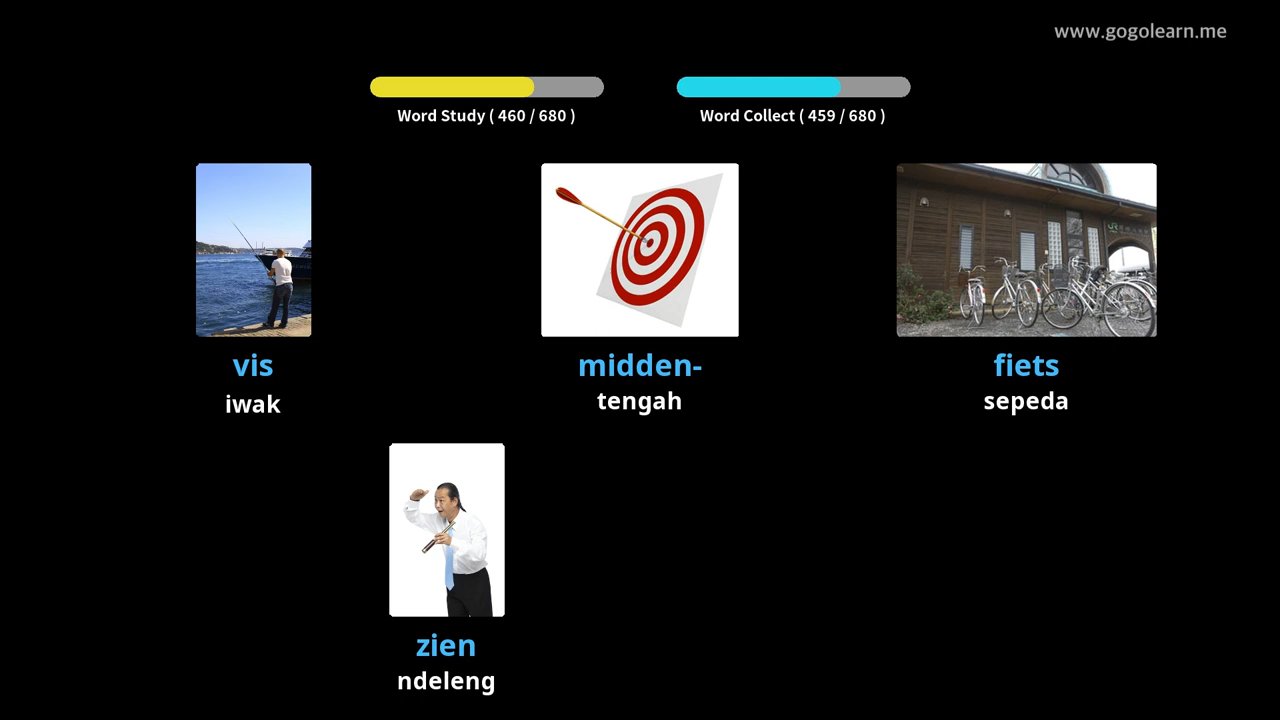 www.gogolearn.me
Word Study ( 460 / 680 )
Word Collect ( 459 / 680 )
vis
iwak
midden-
tengah
fiets
sepeda
zien
ndeleng